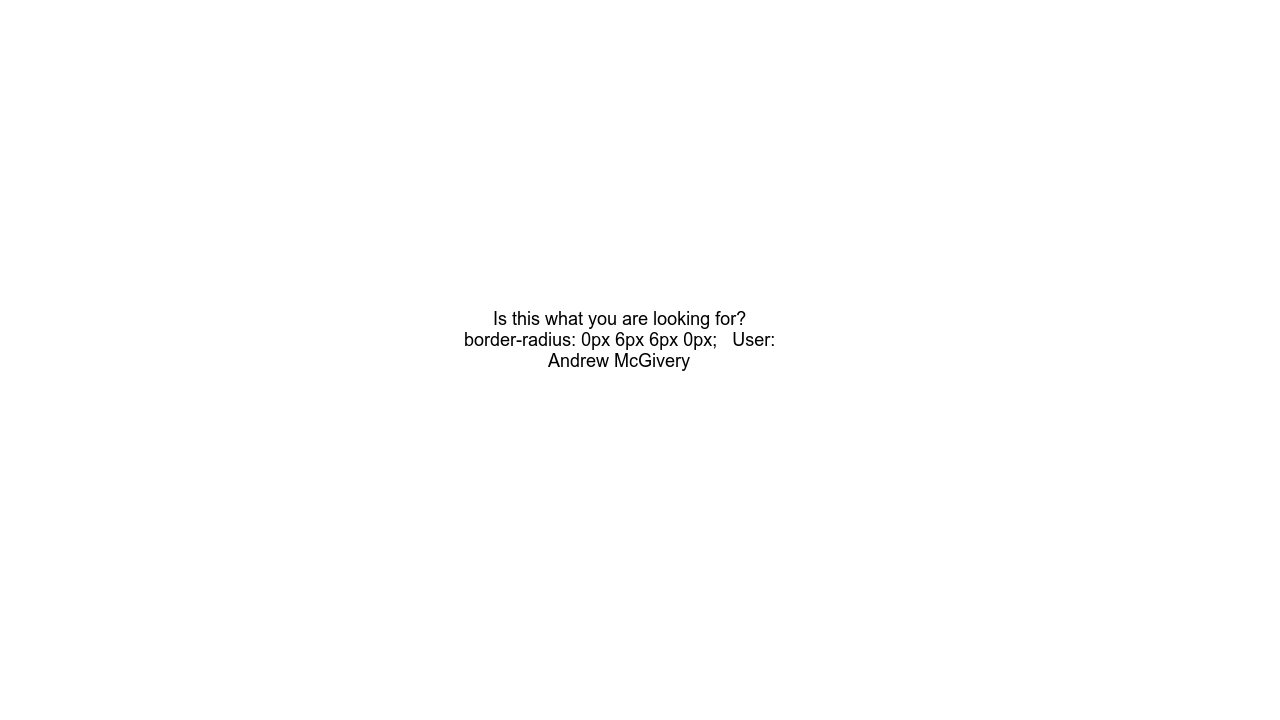 Is this what you are looking for?
border-radius: 0px 6px 6px 0px;   User:
Andrew McGivery